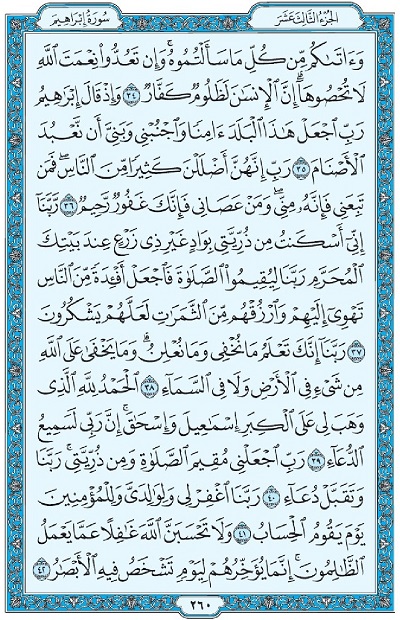 الجزء الثالث عشر
سورة إبراهيم
وَءَاتَىٰكُم مِّن كُلِّ مَا سَأَلْتُمُوهُ ۚ وَإِن تَعُدُّوا۟ نِعْمَتَ ٱللَّهِ
لَا تُحْصُوهَآ ۗ إِنَّ ٱلْإِنسَٰنَ لَظَلُومٌ كَفَّارٌ ٣٤ وَإِذْ قَالَ إِبْرَٰهِيمُ
رَبِّ ٱجْعَلْ هَٰذَا ٱلْبَلَدَ ءَامِنًا وَٱجْنُبْنِى وَبَنِىَّ أَن نَّعْبُدَ
ٱلْأَصْنَامَ ٣٥ رَبِّ إِنَّهُنَّ أَضْلَلْنَ كَثِيرًا مِّنَ ٱلنَّاسِ ۖ فَمَن
تَبِعَنِى فَإِنَّهُۥ مِنِّى ۖ وَمَنْ عَصَانِى فَإِنَّكَ غَفُورٌ رَّحِيمٌ ٣٦ رَّبَّنَآ
إِنِّىٓ أَسْكَنتُ مِن ذُرِّيَّتِى بِوَادٍ غَيْرِ ذِى زَرْعٍ عِندَ بَيْتِكَ
ٱلْمُحَرَّمِ رَبَّنَا لِيُقِيمُوا۟ ٱلصَّلَوٰةَ فَٱجْعَلْ أَفْـِٔدَةً مِّنَ ٱلنَّاسِ
تَهْوِىٓ إِلَيْهِمْ وَٱرْزُقْهُم مِّنَ ٱلثَّمَرَٰتِ لَعَلَّهُمْ يَشْكُرُونَ
٣٧ رَبَّنَآ إِنَّكَ تَعْلَمُ مَا نُخْفِى وَمَا نُعْلِنُ ۗ وَمَا يَخْفَىٰ عَلَى ٱللَّهِ
مِن شَىْءٍ فِى ٱلْأَرْضِ وَلَا فِى ٱلسَّمَآءِ ٣٨ ٱلْحَمْدُ لِلَّهِ ٱلَّذِى
وَهَبَ لِى عَلَى ٱلْكِبَرِ إِسْمَٰعِيلَ وَإِسْحَٰقَ ۚ إِنَّ رَبِّى لَسَمِيعُ
ٱلدُّعَآءِ ٣٩ رَبِّ ٱجْعَلْنِى مُقِيمَ ٱلصَّلَوٰةِ وَمِن ذُرِّيَّتِى ۚ رَبَّنَا
وَتَقَبَّلْ دُعَآءِ ٤٠ رَبَّنَا ٱغْفِرْ لِى وَلِوَٰلِدَىَّ وَلِلْمُؤْمِنِينَ
يَوْمَ يَقُومُ ٱلْحِسَابُ ٤١ وَلَا تَحْسَبَنَّ ٱللَّهَ غَٰفِلًا عَمَّا يَعْمَلُ
ٱلظَّٰلِمُونَ ۚ إِنَّمَا يُؤَخِّرُهُمْ لِيَوْمٍ تَشْخَصُ فِيهِ ٱلْأَبْصَٰرُ ٤٢
٢٦٠